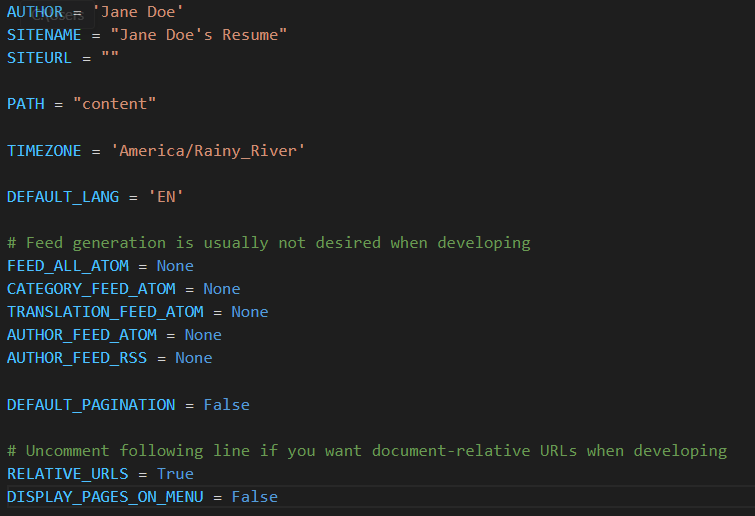 AUTHOR = 'Jane Doe'
SITENAME = "Jane Doe's Resume"
SITEURL = ""
PATH = "content"
TIMEZONE = 'America/Rainy_River'
DEFAULT_LANG = 'EN'
# Feed generation is usually not desired when developing
FEED_ALL_ATOM = None
CATEGORY_FEED_ATOM = None
TRANSLATION_FEED_ATOM = None
AUTHOR_FEED_ATOM = None
AUTHOR_FEED_RSS = None
DEFAULT_PAGINATION = False
# Uncomment following line if you want document-relative URLs when developing
RELATIVE_URLS = True
DISPLAY_PAGES_ON_MENU = False